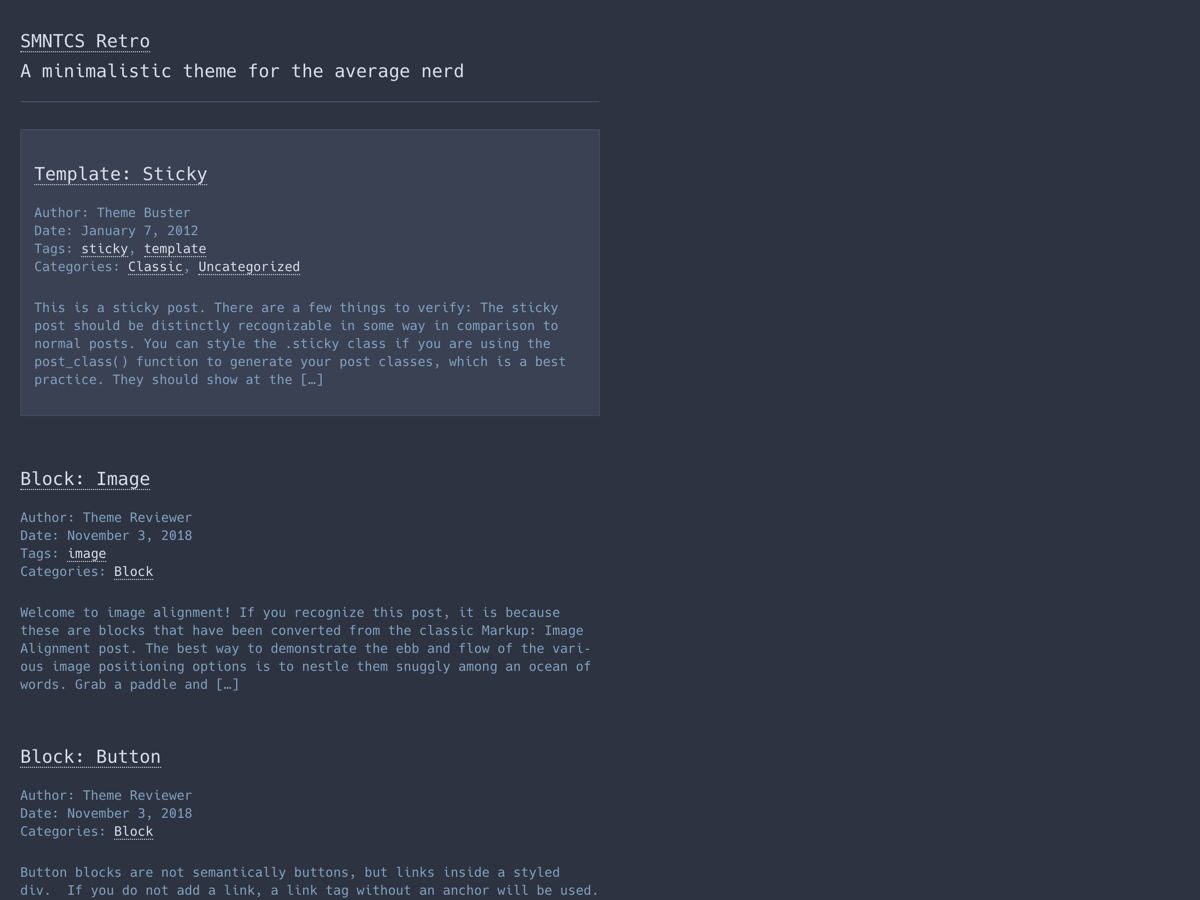 SMNTCS Retro
A minimalistic theme for the average nerd
Template: Sticky
Author: Theme Buster
Date: January 7, 2012
Tags: sticky, template
Categories: Classic, Uncategorized
This is a sticky post. There are a few things to verify: The sticky
post should be distinctly recognizable in some way in comparison to
normal posts. You can style the .sticky class if you are using the
post_class() function to generate your post classes, which is a best
practice. They should show at the […]
Block: Image
Author: Theme Reviewer
Date: November 3, 2018
Tags: image
Categories: Block
Welcome to image alignment! If you recognize this post, it is because
these are blocks that have been converted from the classic Markup: Image
Alignment post. The best way to demonstrate the ebb and flow of the vari-
ous image positioning options is to nestle them snuggly among an ocean of
words. Grab a paddle and […]
Block: Button
Author: Theme Reviewer
Date: November 3, 2018
Categories: Block
Button blocks are not semantically buttons, but links inside a styled
div.  If you do not add a link, a link tag without an anchor will be used.